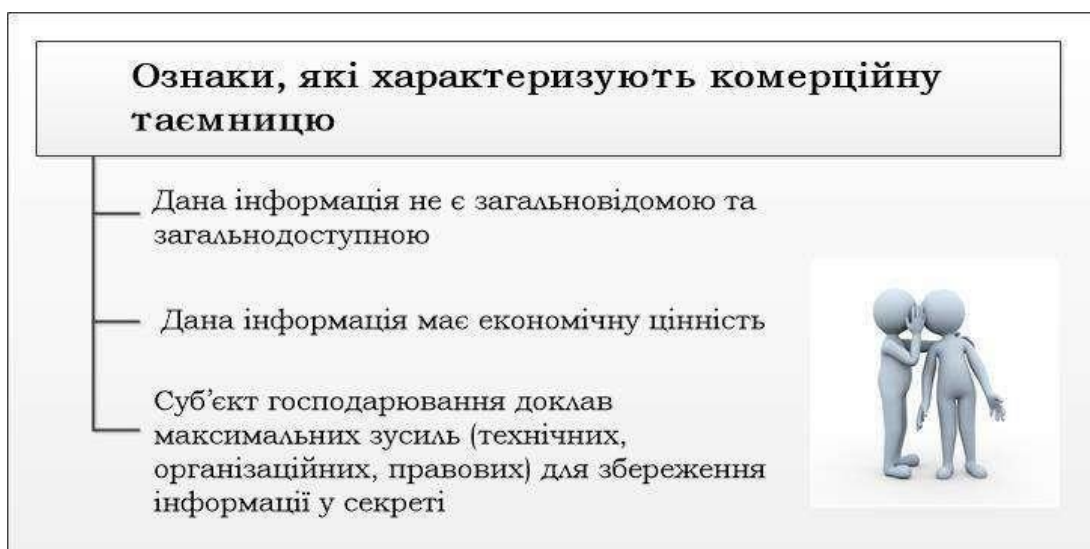 Ознаки, які характеризують комерційну
таємницю
Дана інформація не є загальновідомою та
загальнодоступною
Дана інформація має економічну цінність
Суб’єкт господарювання доклав
максимальних зусиль (технічних,
організаційних, правових) для збереження
інформації у секреті